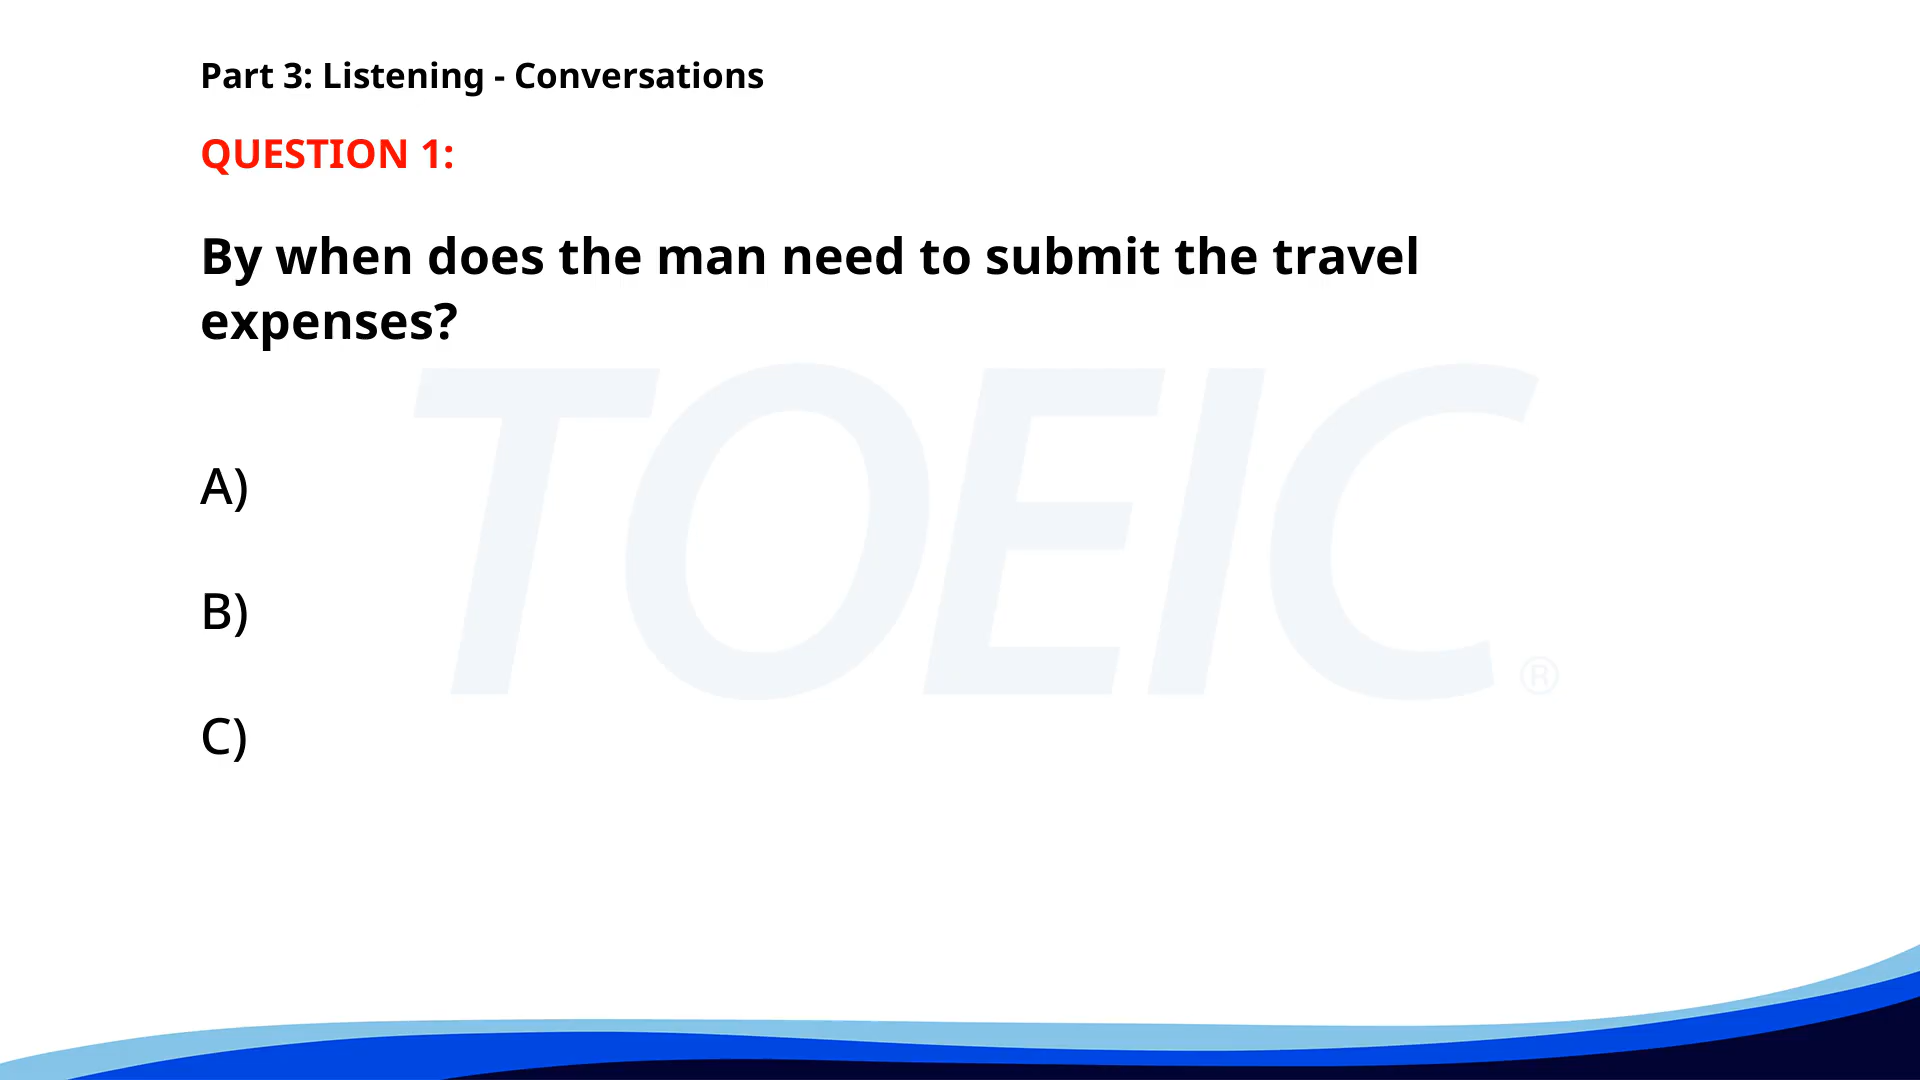 Part 3: Listening - Conversations
QUESTION 1:
By when does the man need to submit the travel
expenses?
TOEIC®
A)
B)
C)